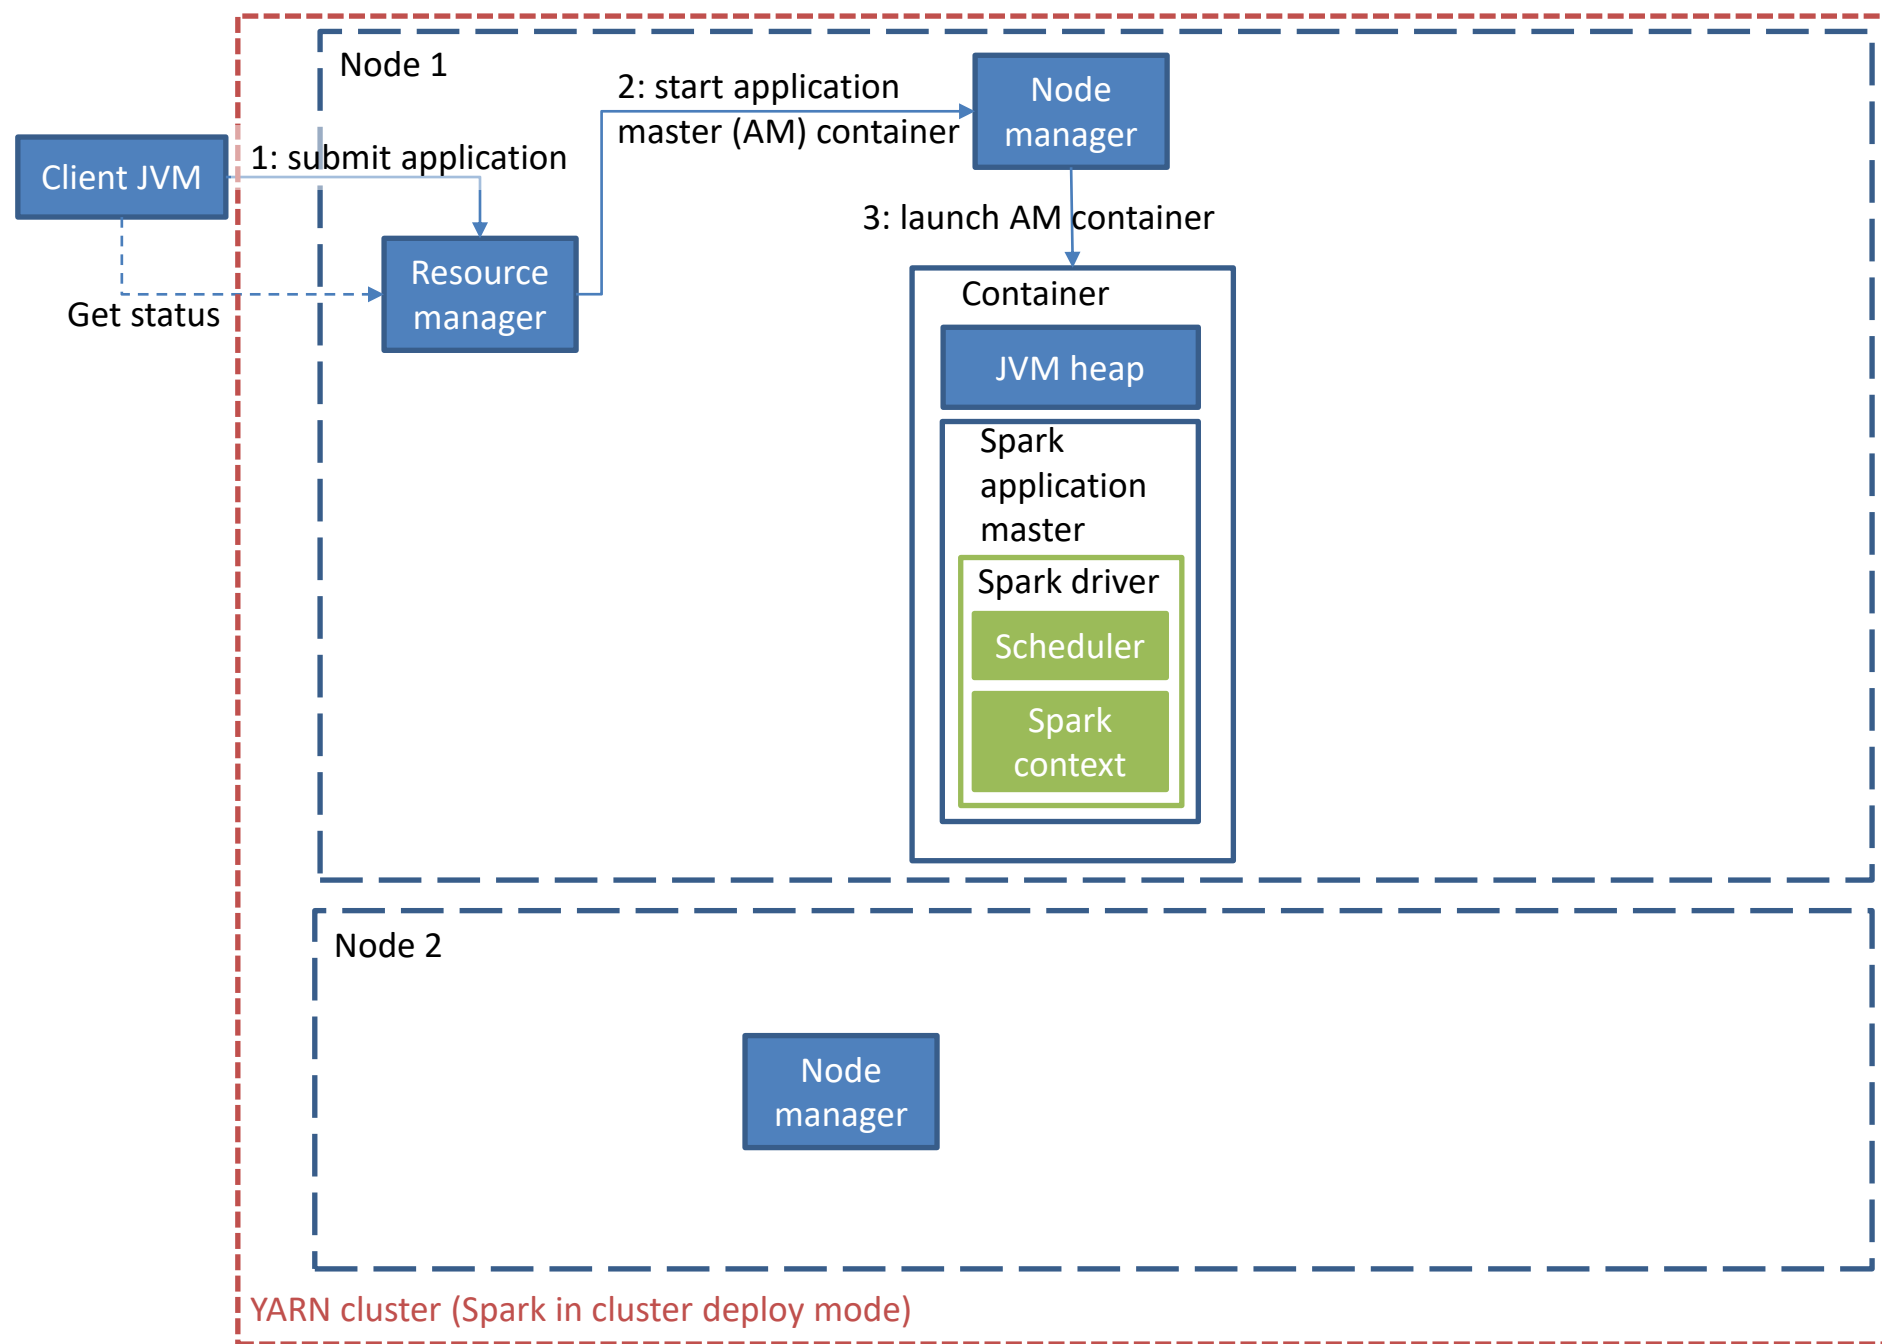 Node 1
2: start application
master (AM) container
Node
manager
Client JVM
1: submit application
3: launch AM container
Resource
manager
Get status
Container
JVM heap
Spark
application
master
Spark driver
Scheduler
Spark
context
Node 2
Node
manager
YARN cluster (Spark in cluster deploy mode)